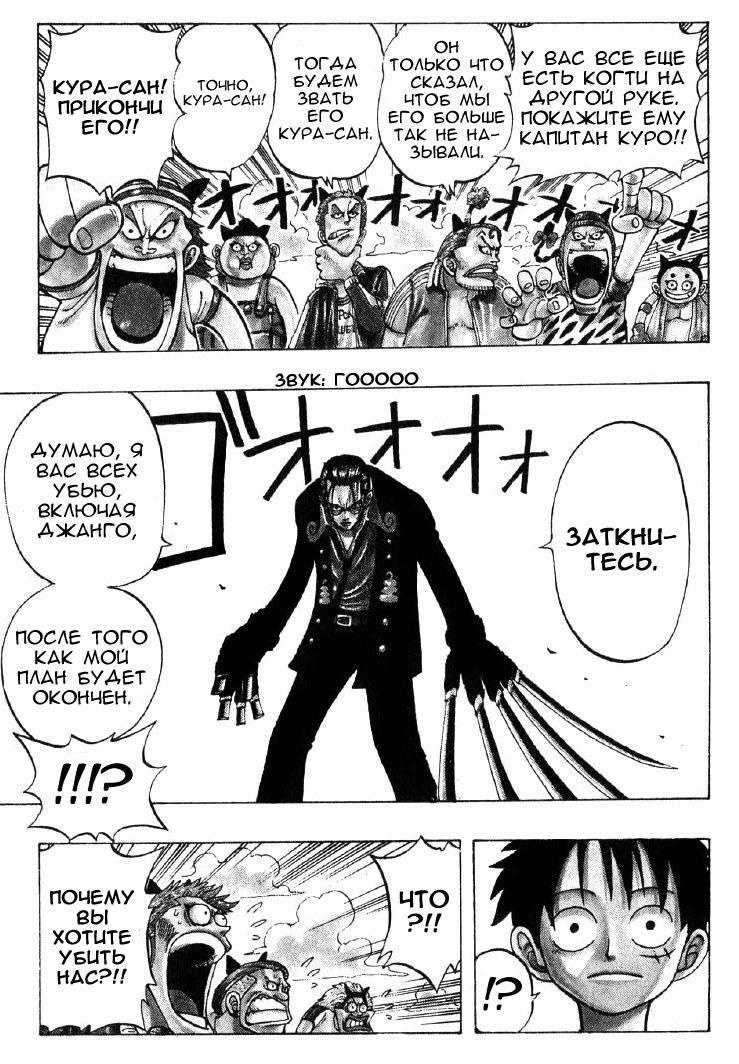 У ВАС ВСЕ ЕЩЕ
ЕСТЬ КОГТИ НА
ДРУГОЙ РУКЕ.
ПОКАЖИТЕ ЕМУ
КАПИТАН КУРО!!
ОН
ТОЛЬКО ЧТО
СКАЗАЛ,
ЧТОБ МЫ
ЕГО БОЛЬШЕ
ТАК НЕ НА-
ЗЫВАЛИ.
ТОГДА
БУДЕМ
ЗВАТЬ
ЕГО
КУРА-САН.
ТОЧНО,
КУРА-САН!
КУРА-САН!
ПРИКОНЧИ
ЕГО!!
オオオオオオオオ
ЗВУК: ГООООО
ゴオオオオ
ЗАТКНИ-
ТЕСЬ.
ДУМАЮ, Я
ВАС ВСЕХ
УБЬЮ,
ВКЛЮЧАЯ
ДЖАНГО,
ПОСЛЕ ТОГО
КАК МОЙ
ПЛАН БУДЕТ
ОКОНЧЕН.
!!!?
!?
ЧТО
?!!
ПОЧЕМУ
ВЫ
ХОТИТЕ
УБИТЬ
НАС?!!